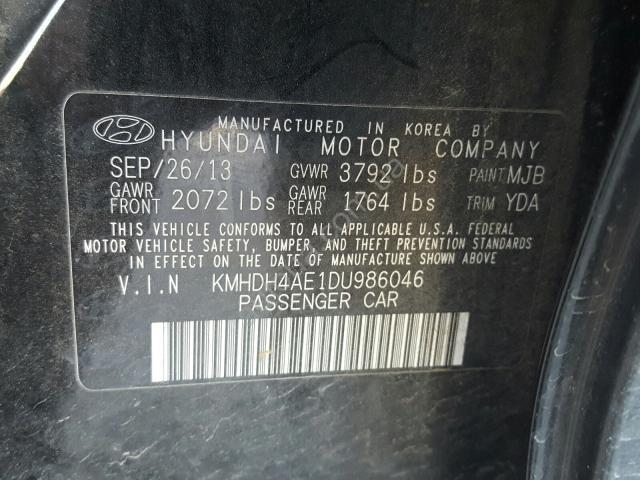 MANUFACTURED IN KOREA BY
HYUNDAI MOTOR COMPANY
SEP/26/13 GVWR 3792 lbs PAINT MJB
GAWR FRONT 2072 lbs GAWR REAR 1764 lbs TRIM YDA
THIS VEHICLE CONFORMS TO ALL APPLICABLE U.S.A. FEDERAL
MOTOR VEHICLE SAFETY, BUMPER, AND THEFT PREVENTION STANDARDS
IN EFFECT ON THE DATE OF MANUFACTURE SHOWN ABOVE
V.I.N KMHDH4AE1DU986046
PASSENGER CAR